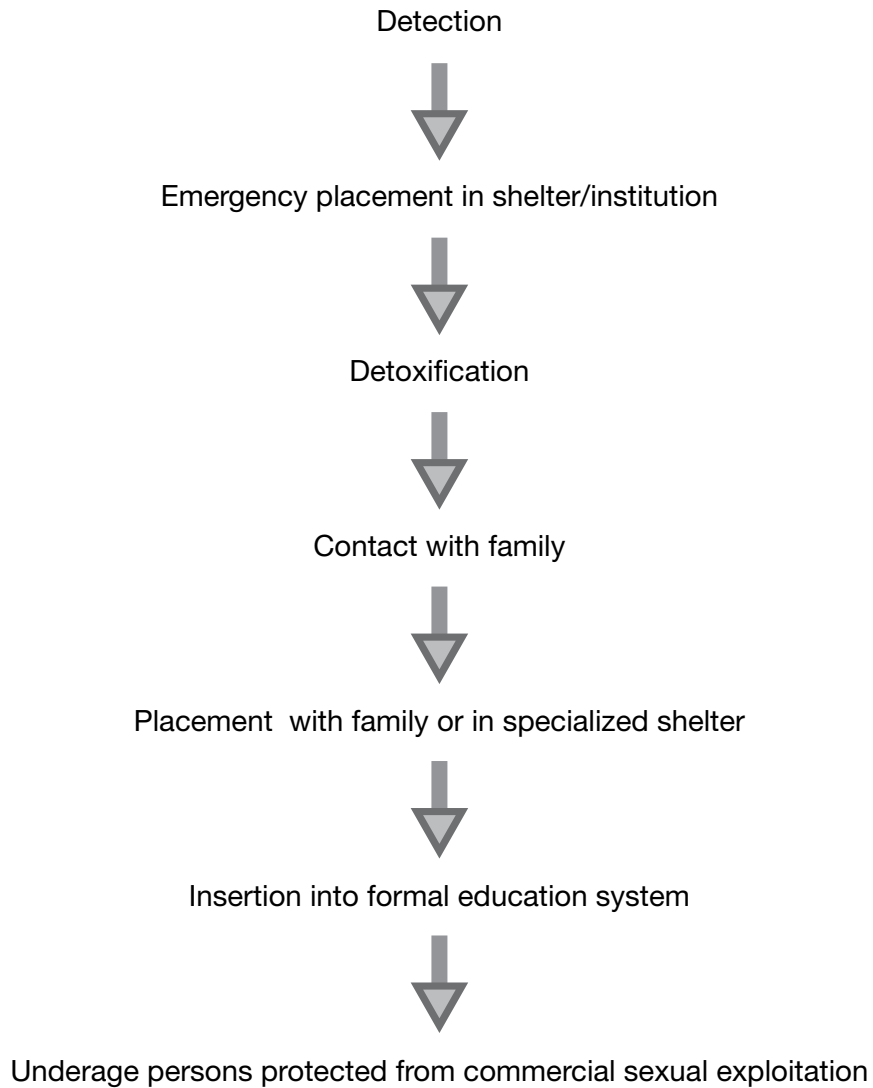 Detection
Emergency placement in shelter/institution
Detoxification
Contact with family
Placement  with family or in specialized shelter
Insertion into formal education system
Underage persons protected from commercial sexual exploitation